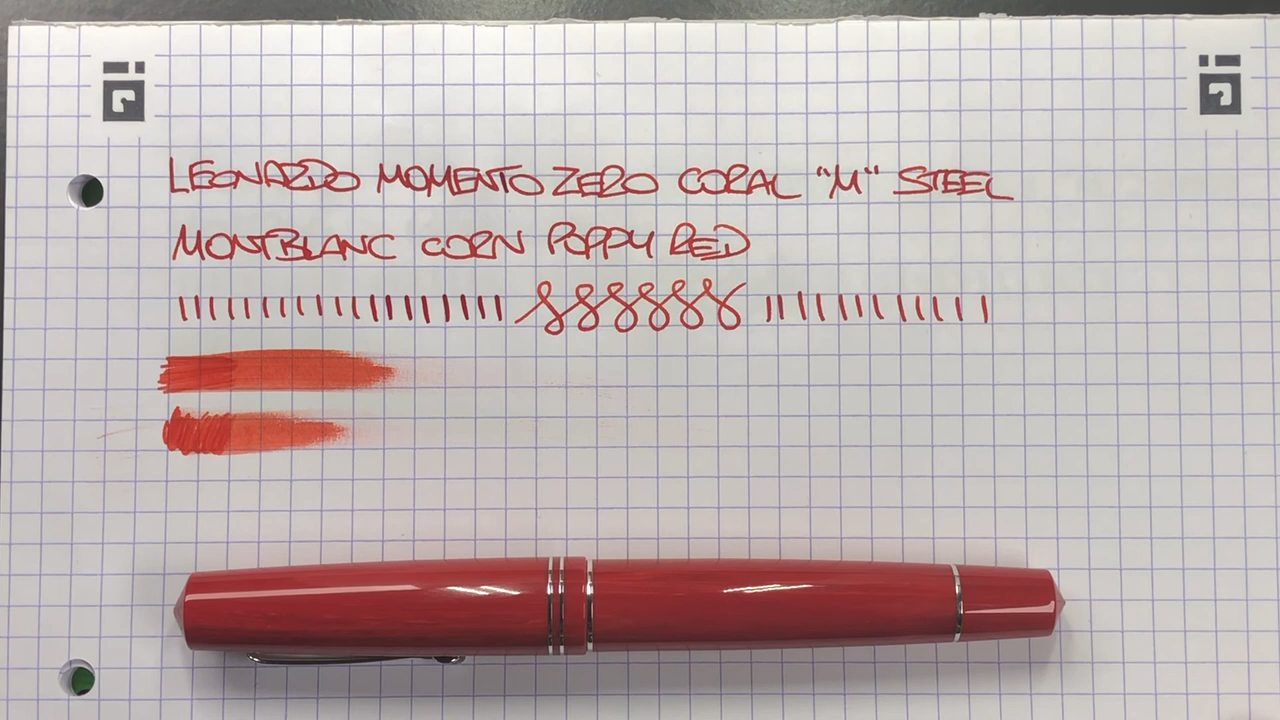 LEONARDO MOMENTO ZERO CORAL "M" STEEL
MONTBLANC CORN POPPY RED